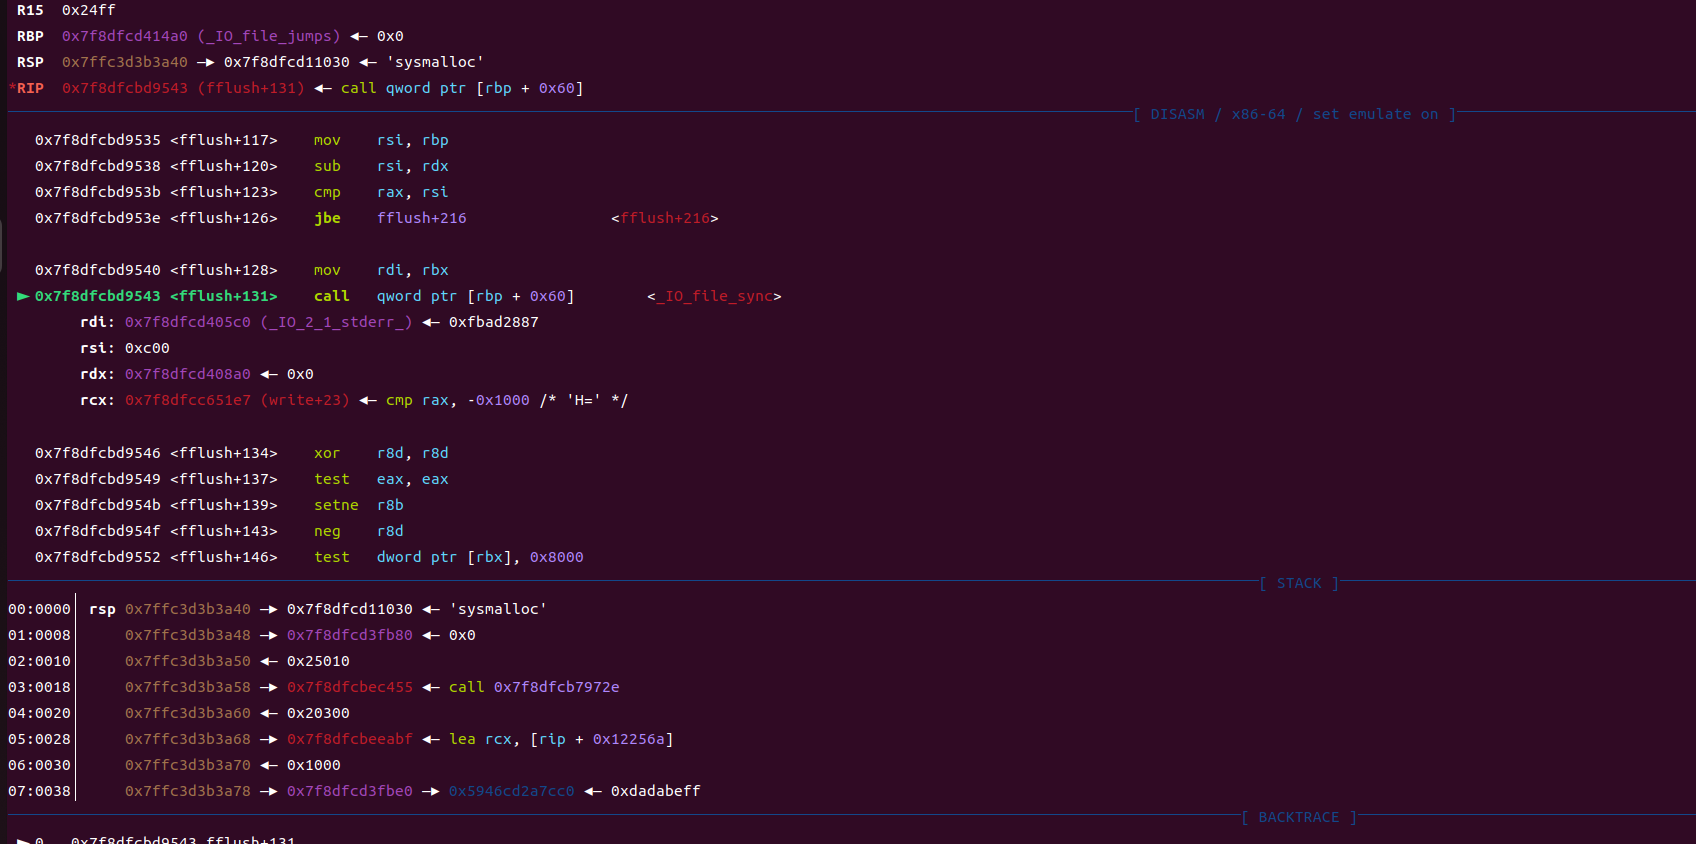 R15  0x24ff
RBP  0x7f8dfcd414a0 (_IO_file_jumps) ◂— 0x0
RSP  0x7ffc3d3b3a40 —▸ 0x7f8dfcd11030 ◂— 'sysmalloc'
*RIP  0x7f8dfcbd9543 (fflush+131) ◂— call qword ptr [rbp + 0x60]
[ DISASM / x86-64 / set emulate on ]
0x7f8dfcbd9535 <fflush+117>    mov    rsi, rbp
0x7f8dfcbd9538 <fflush+120>    sub    rsi, rdx
0x7f8dfcbd953b <fflush+123>    cmp    rax, rsi
0x7f8dfcbd953e <fflush+126>    jbe    fflush+216                <fflush+216>
0x7f8dfcbd9540 <fflush+128>    mov    rdi, rbx
► 0x7f8dfcbd9543 <fflush+131>    call   qword ptr [rbp + 0x60]        <_IO_file_sync>
rdi: 0x7f8dfcd405c0 (_IO_2_1_stderr_) ◂— 0xfbad2887
rsi: 0xc00
rdx: 0x7f8dfcd408a0 ◂— 0x0
rcx: 0x7f8dfcc651e7 (write+23) ◂— cmp rax, -0x1000 /* 'H=' */
0x7f8dfcbd9546 <fflush+134>    xor    r8d, r8d
0x7f8dfcbd9549 <fflush+137>    test   eax, eax
0x7f8dfcbd954b <fflush+139>    setne  r8b
0x7f8dfcbd954f <fflush+143>    neg    r8d
0x7f8dfcbd9552 <fflush+146>    test   dword ptr [rbx], 0x8000
[ STACK ]
00:0000│ rsp 0x7ffc3d3b3a40 —▸ 0x7f8dfcd11030 ◂— 'sysmalloc'
01:0008│     0x7ffc3d3b3a48 —▸ 0x7f8dfcd3fb80 ◂— 0x0
02:0010│     0x7ffc3d3b3a50 ◂— 0x25010
03:0018│     0x7ffc3d3b3a58 —▸ 0x7f8dfcbec455 ◂— call 0x7f8dfcb7972e
04:0020│     0x7ffc3d3b3a60 ◂— 0x20300
05:0028│     0x7ffc3d3b3a68 —▸ 0x7f8dfcbeeabf ◂— lea rcx, [rip + 0x12256a]
06:0030│     0x7ffc3d3b3a70 ◂— 0x1000
07:0038│     0x7ffc3d3b3a78 —▸ 0x7f8dfcd3fbe0 —▸ 0x5946cd2a7cc0 ◂— 0xdadabeff
[ BACKTRACE ]
► 0   0x7f8dfcbd9543 fflush+131